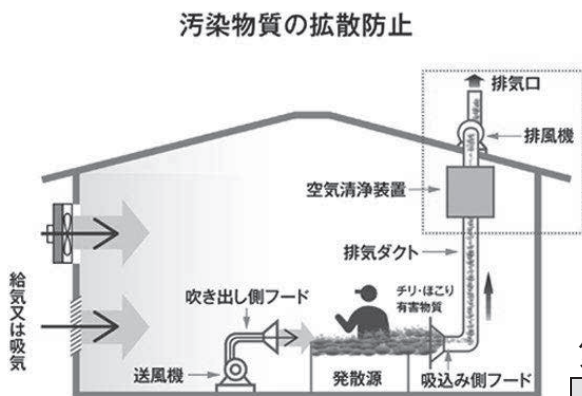 汚染物質の拡散防止
排気口
排風機
空気清浄装置
排気ダクト
給気又は吸気
吹き出し側フード
チリ・ほこり
有害物質
送風機
発散源
吸込み側フード